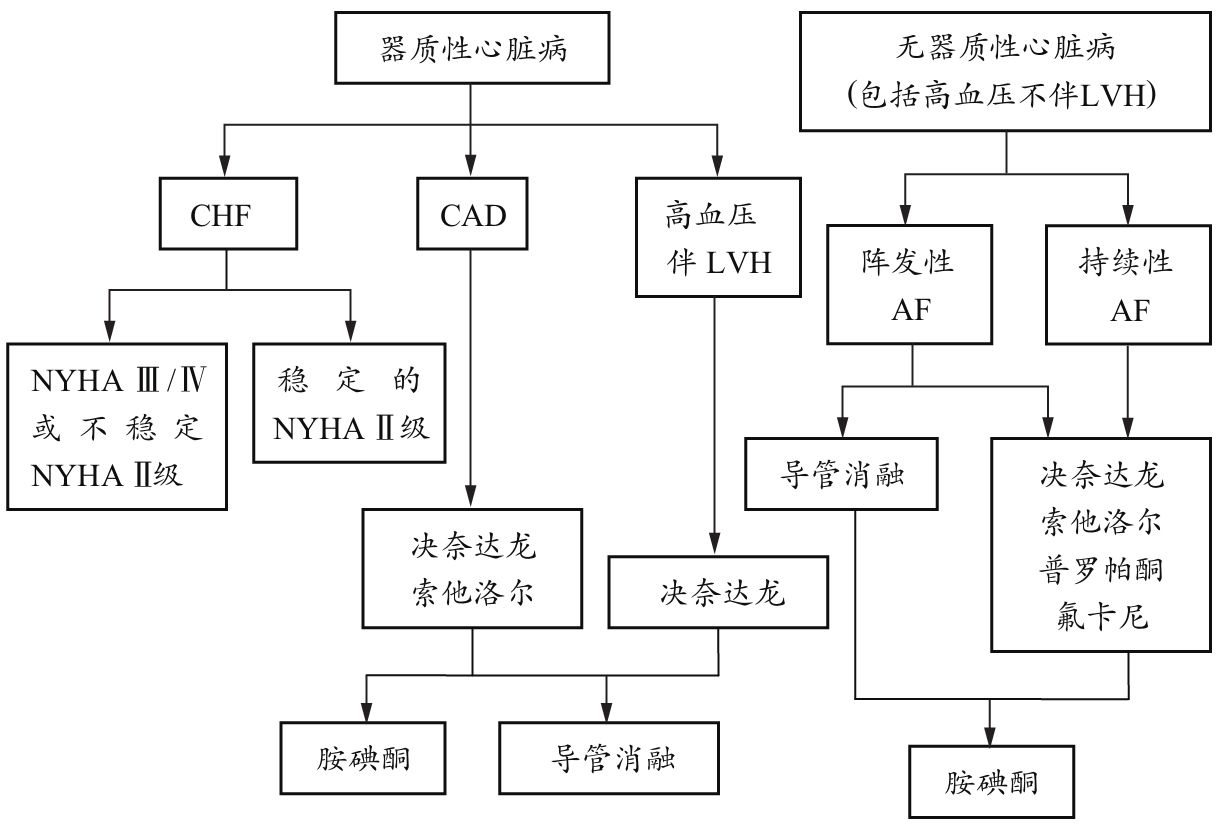 器质性心脏病
无器质性心脏病
(包括高血压不伴LVH)
CHF
CAD
高血压
伴 LVH
阵发性
AF
持续性
AF
NYHA Ⅲ/Ⅳ
或不稳定
NYHA Ⅱ级
稳定的
NYHA Ⅱ级
导管消融
决奈达龙
索他洛尔
普罗帕酮
氟卡尼
决奈达龙
索他洛尔
决奈达龙
胺碘酮
导管消融
胺碘酮